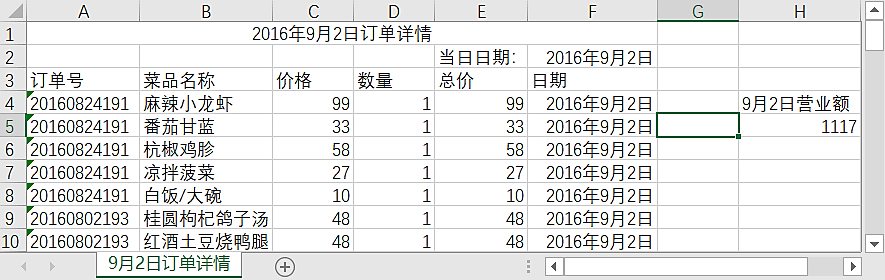 A B C D E F G H
1 2016年9月2日订单详情
2 当日日期: 2016年9月2日
3 订单号 菜品名称 价格 数量 总价 日期
4 20160824191 麻辣小龙虾 99 1 99 2016年9月2日 9月2日营业额
5 20160824191 番茄甘蓝 33 1 33 2016年9月2日 1117
6 20160824191 杭椒鸡胗 58 1 58 2016年9月2日
7 20160824191 凉拌菠菜 27 1 27 2016年9月2日
8 20160824191 白饭/大碗 10 1 10 2016年9月2日
9 20160802193 桂圆枸杞鸽子汤 48 1 48 2016年9月2日
10 20160802193 红酒土豆烧鸭腿 48 1 48 2016年9月2日
9月2日订单详情